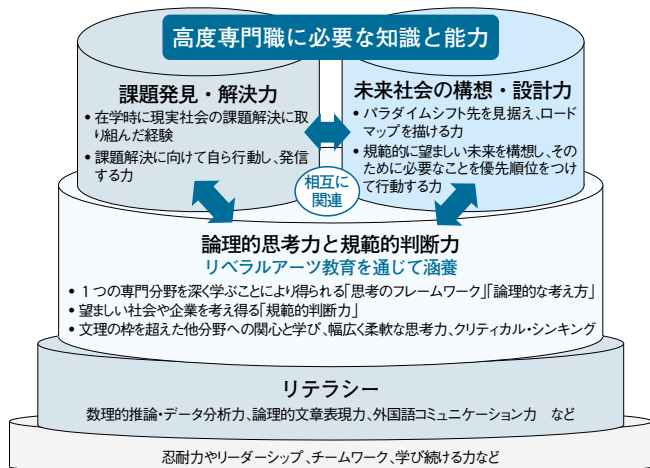 高度専門職に必要な知識と能力
課題発見・解決力
• 在学時に現実社会の課題解決に取
り組んだ経験
• 課題解決に向けて自ら行動し、発信
する力
未来社会の構想・設計力
• パラダイムシフト先を見据え、ロード
マップを描ける力
• 規範的に望ましい未来を構想し、その
ために必要なことを優先順位をつけ
て行動する力
相互に
関連
論理的思考力と規範的判断力
リベラルアーツ教育を通じて涵養
• 1つの専門分野を深く学ぶことにより得られる「思考のフレームワーク」「論理的な考え方」
• 望ましい社会や企業を考え得る「規範的判断力」
• 文理の枠を超えた他分野への関心と学び、幅広く柔軟な思考力、クリティカル・シンキング
リテラシー
数理的推論・データ分析力、論理的文章表現力、外国語コミュニケーション力　など
忍耐力やリーダーシップ、チームワーク、学び続ける力など